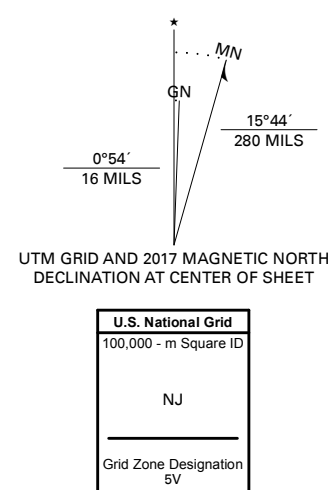 MN
GN
15°44´
280 MILS
0°54´
16 MILS
UTM GRID AND 2017 MAGNETIC NORTH
DECLINATION AT CENTER OF SHEET
U.S. National Grid
100,000 - m Square ID
NJ
Grid Zone Designation
5V